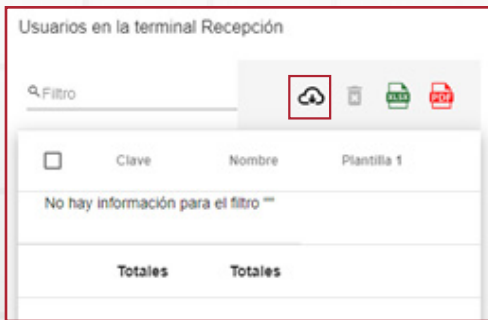 Usuarios en la terminal Recepción
Filtro
XLSX PDF
Clave Nombre Plantilla 1
No hay información para el filtro ""
Totales Totales